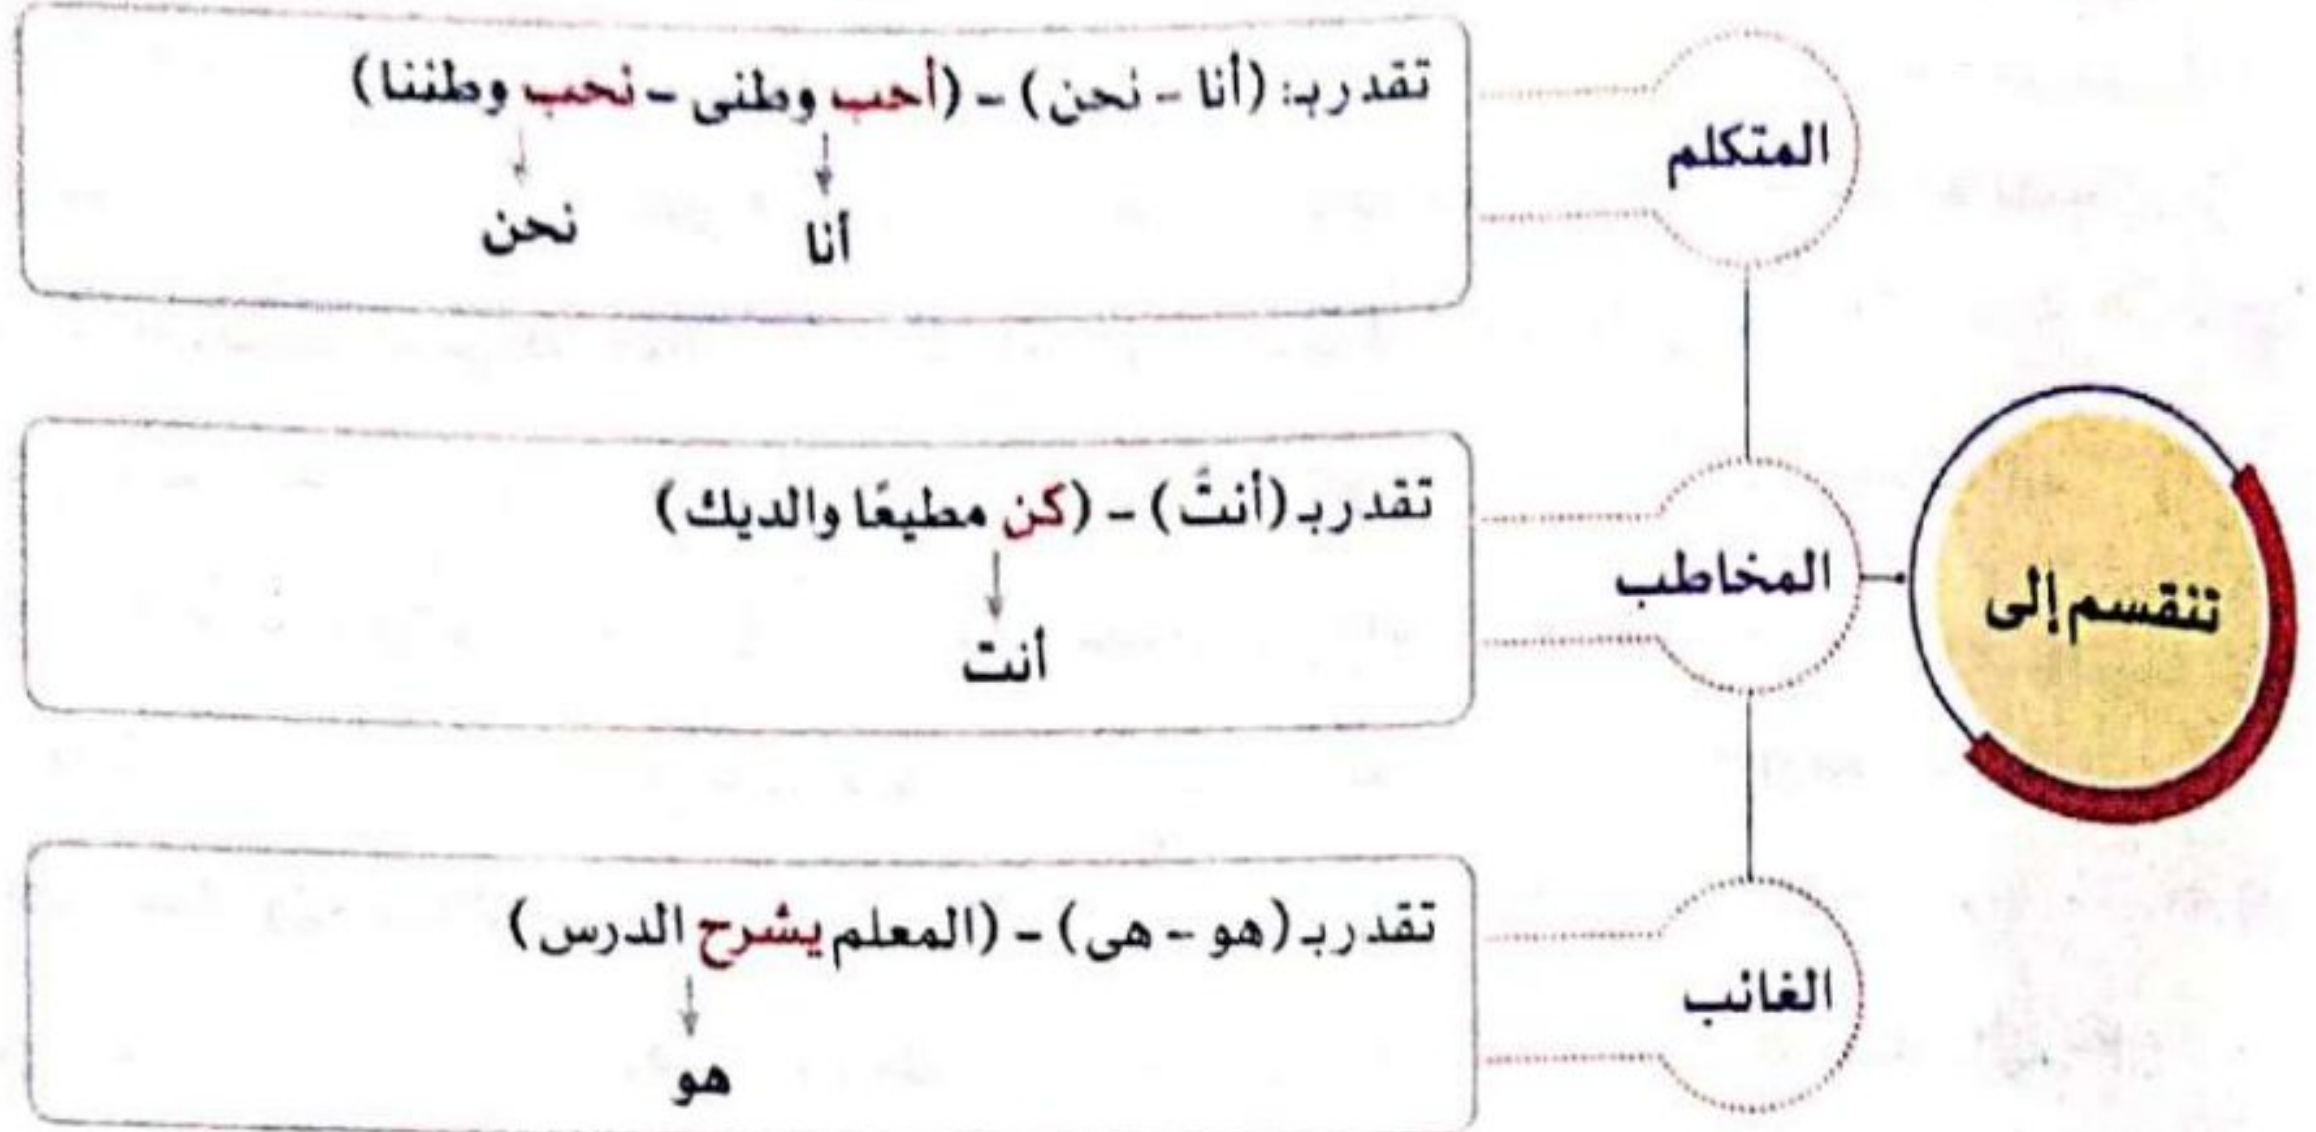 تنقسم إلى
المتكلم
تقدر بـ: (أنا - نحن) - (أحب وطنى - نحب وطننا)
أنا
نحن
المخاطب
تقدر بـ (أنتَ) - (كن مطيعًا والديك)
أنت
الغائب
تقدر بـ (هو - هى) - (المعلم يشرح الدرس)
هو